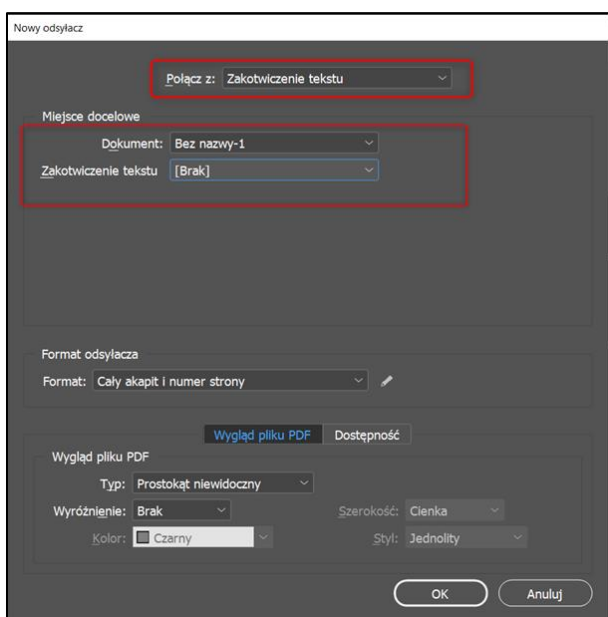 Nowy odsyłacz
Połącz z: Zakotwiczenie tekstu
Miejsce docelowe
Dokument: Bez nazwy-1
Zakotwiczenie tekstu [Brak]
Format odsyłacza
Format: Cały akapit i numer strony
Wygląd pliku PDF Dostępność
Wygląd pliku PDF
Typ: Prostokąt niewidoczny
Wyróżnienie: Brak Szerokość: Cienka
Kolor: Czarny Styl: Jednolity
OK Anuluj